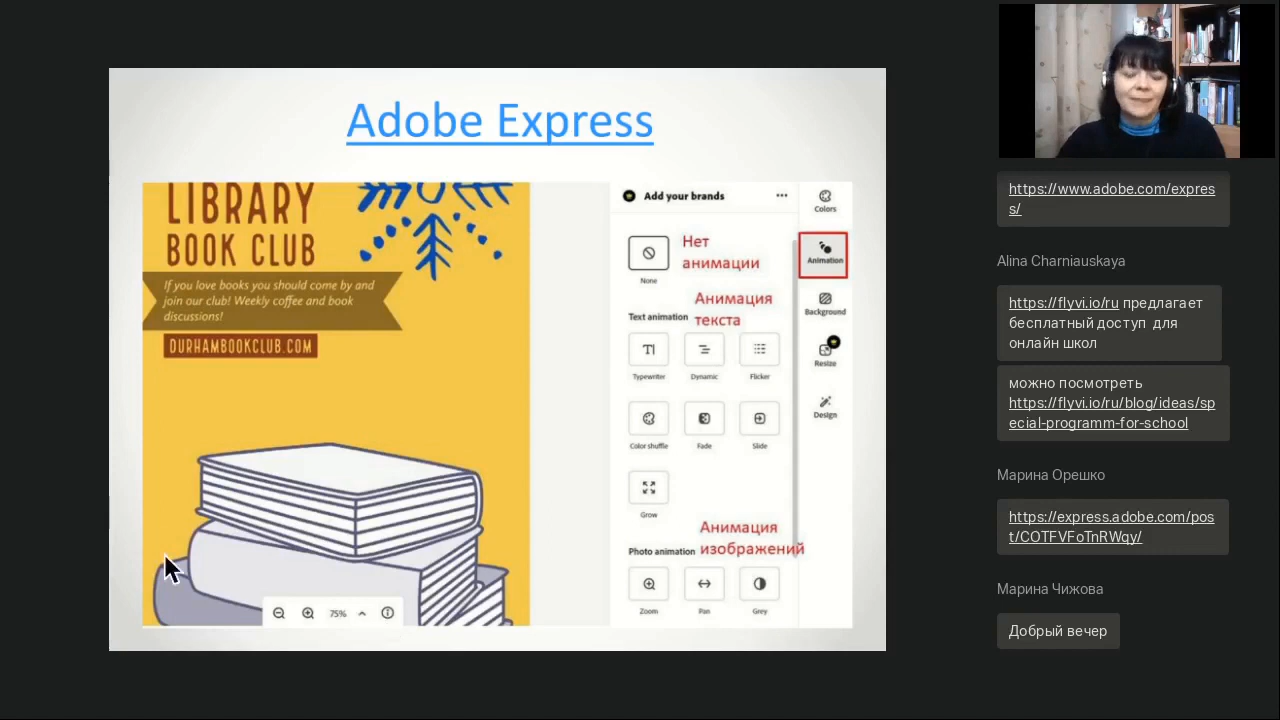 Adobe Express
LIBRARY
BOOK CLUB
If you love books you should come by and
join our club! Weekly coffee and book
discussions!
DURHAMBOOKCLUB.COM
75%
Add your brands
Нет
анимации
None
Анимация
текста
Text animation
Typewriter
Dynamic
Flicker
Color shuffle
Fade
Slide
Grow
Анимация
изображений
Photo animation
Zoom
Pan
Grey
Colors
Animation
Background
Resize
Design
https://www.adobe.com/expres
s/
Alina Charniauskaya
https://flyvi.io/ru предлагает
бесплатный доступ для
онлайн школ
можно посмотреть
https://flyvi.io/ru/blog/ideas/sp
ecial-programm-for-school
Марина Орешко
https://express.adobe.com/pos
t/COTFVFoTnRWqy/
Марина Чижова
Добрый вечер